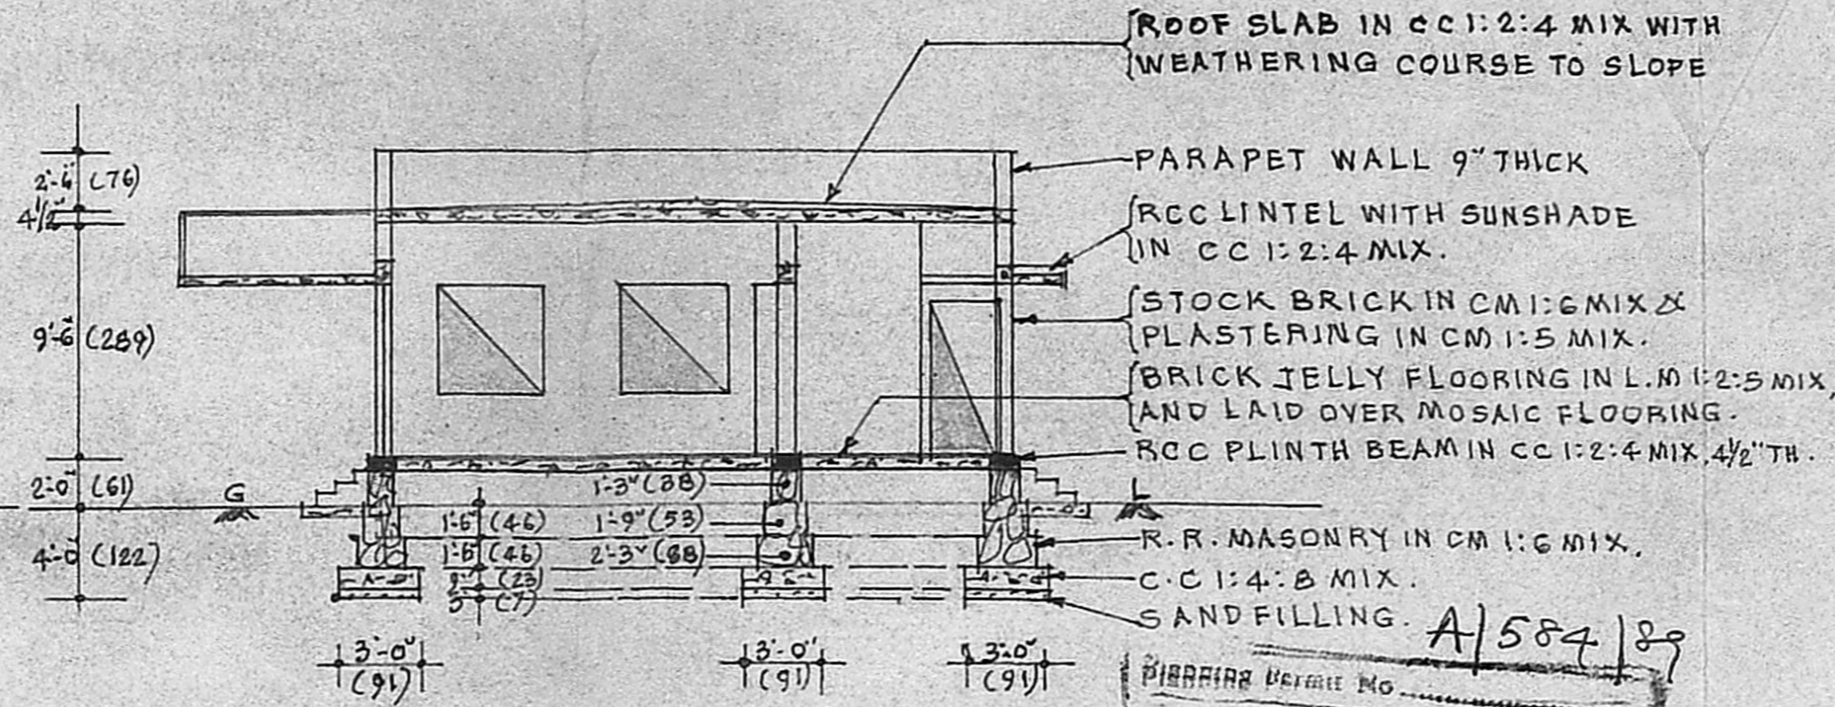 ROOF SLAB IN CC 1:2:4 MIX WITH
WEATHERING COURSE TO SLOPE
PARAPET WALL 9" THICK
RCC LINTEL WITH SUNSHADE
IN CC 1:2:4 MIX.
STOCK BRICK IN CM 1:6 MIX &
PLASTERING IN CM 1:5 MIX.
BRICK JELLY FLOORING IN L.M 1:2:5 MIX,
AND LAID OVER MOSAIC FLOORING.
RCC PLINTH BEAM IN CC 1:2:4 MIX, 4½" TH.
R.R. MASONRY IN CM 1:6 MIX.
C.C 1:4:8 MIX.
SAND FILLING.
2'-6" (76)
4½"
9'-6" (289)
2'-0" (61)
4'-0" (122)
G
L
1'-3" (38)
1'-6" (46) 1'-9" (53)
1'-6" (46) 2'-3" (68)
9" (23)
3" (7)
3'-0" 3'-0" 3'-0"
(91) (91) (91)
A/584/89
Planning Permit No